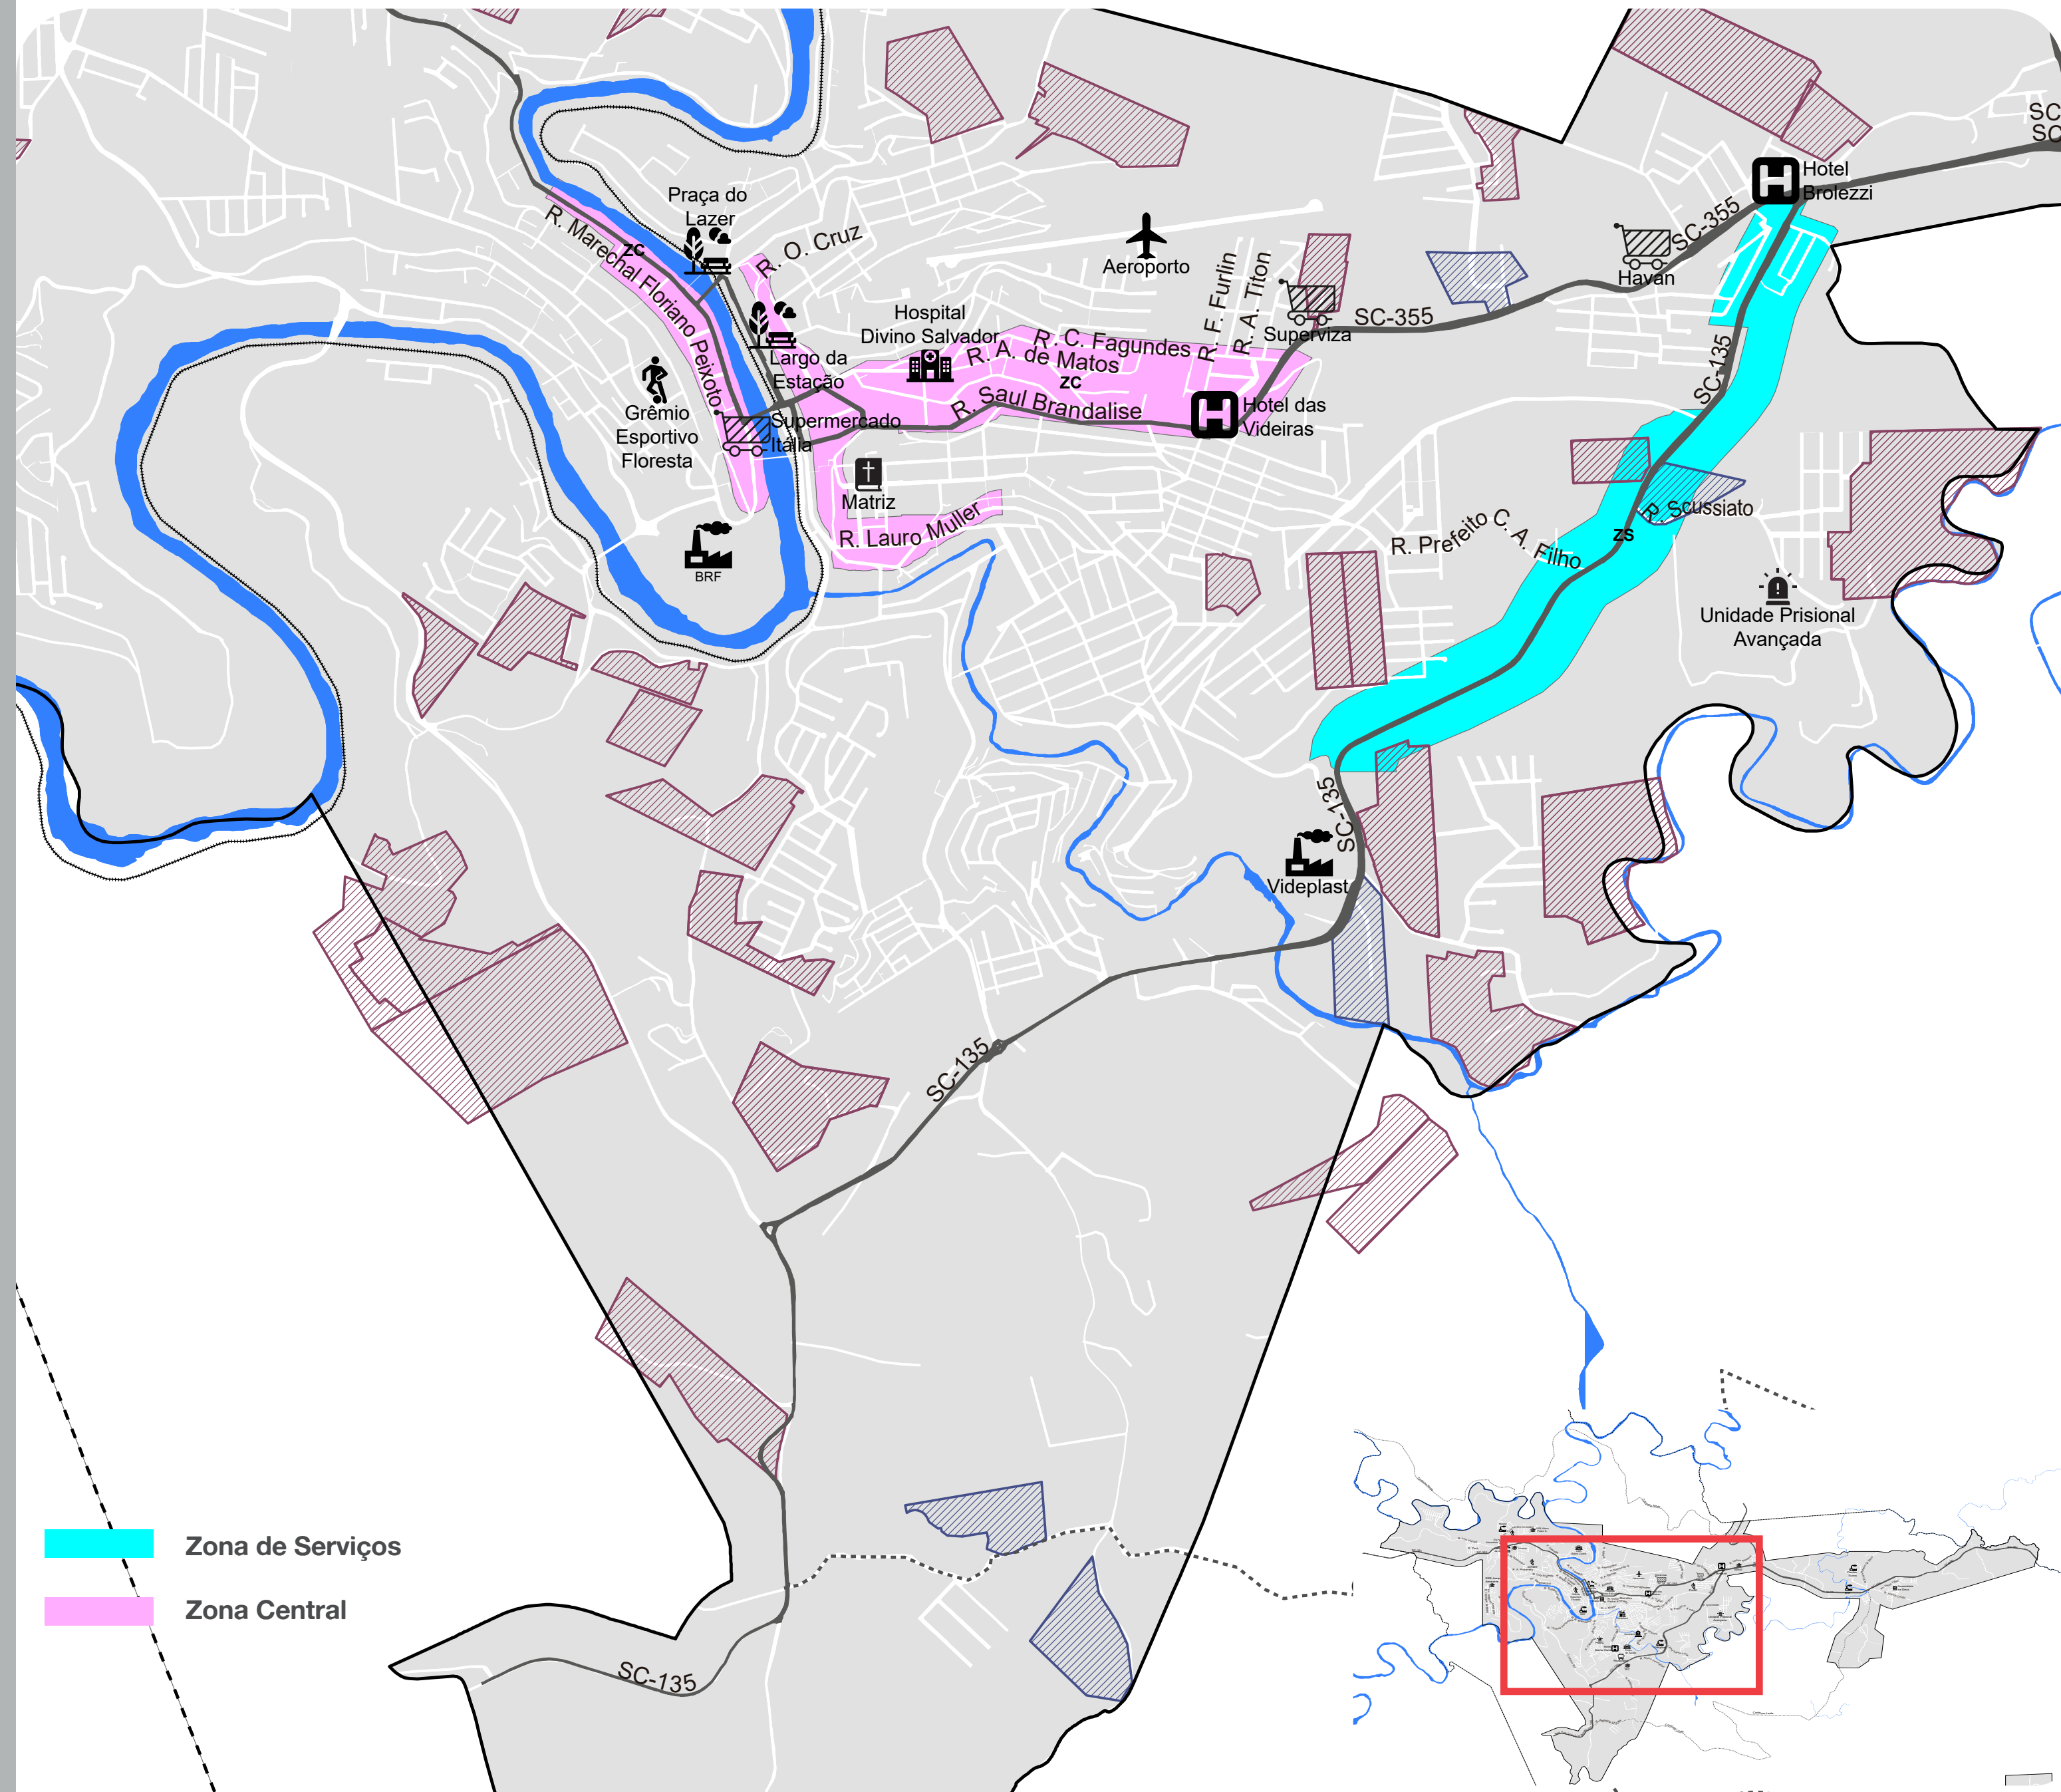 SC
SC
Hotel
Brolezzi
Praça do
Lazer
R. O. Cruz
SC-355
Havan
ZC
R. Marechal Floriano Peixoto
Aeroporto
R. F. Furlin
R. A. Titon
Superviza
SC-355
Hospital
Divino Salvador
R. C. Fagundes
R. A. de Matos
ZC
Largo da
Estação
SC-135
R. Saul Brandalise
Hotel das
Videiras
Grêmio
Esportivo
Floresta
Supermercado
Itália
Matriz
R. Lauro Muller
BRF
R. Scussiato
ZS
R. Prefeito C. A. Filho
Unidade Prisional
Avançada
SC-135
Videplast
SC-135
SC-135
Zona de Serviços
Zona Central